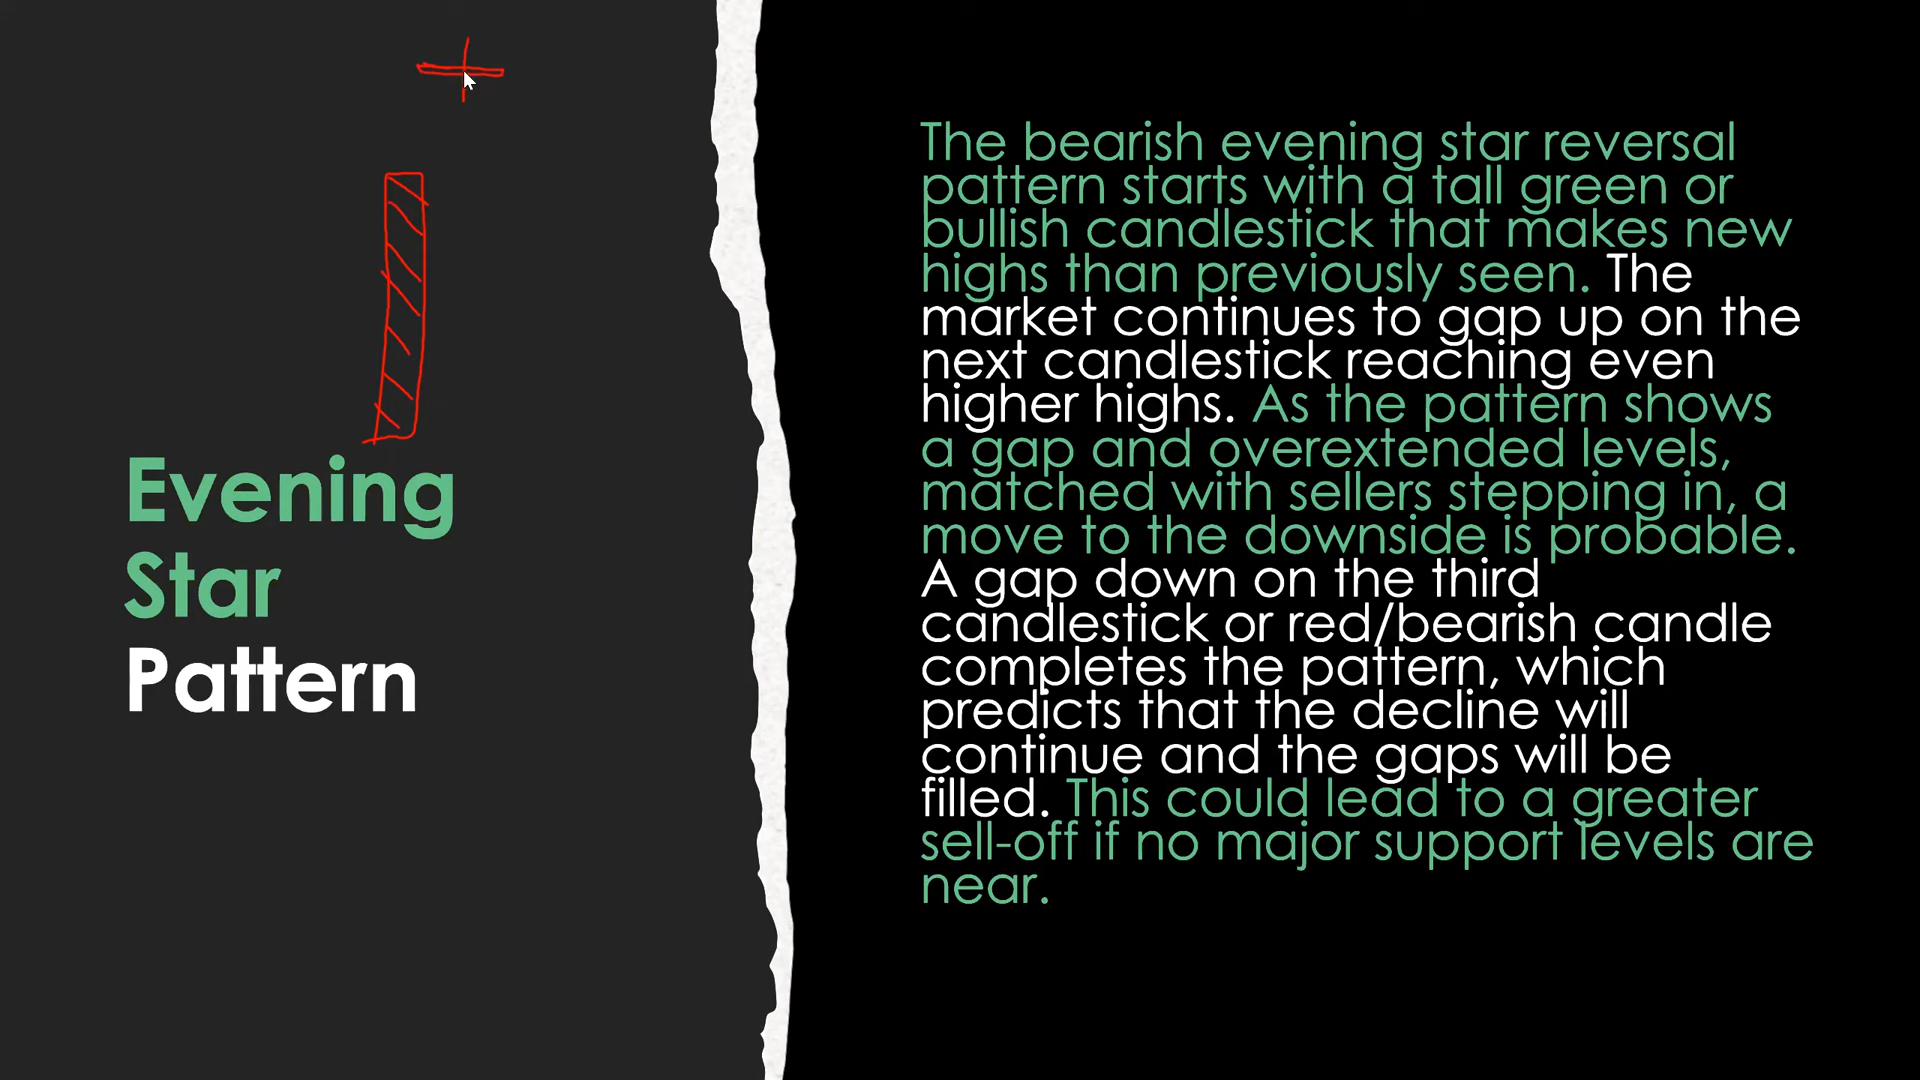 Evening
Star
Pattern
The bearish evening star reversal
pattern starts with a tall green or
bullish candlestick that makes new
highs than previously seen. The
market continues to gap up on the
next candlestick reaching even
higher highs. As the pattern shows
a gap and overextended levels,
matched with sellers stepping in, a
move to the downside is probable.
A gap down on the third
candlestick or red/bearish candle
completes the pattern, which
predicts that the decline will
continue and the gaps will be
filled. This could lead to a greater
sell-off if no major support levels are
near.